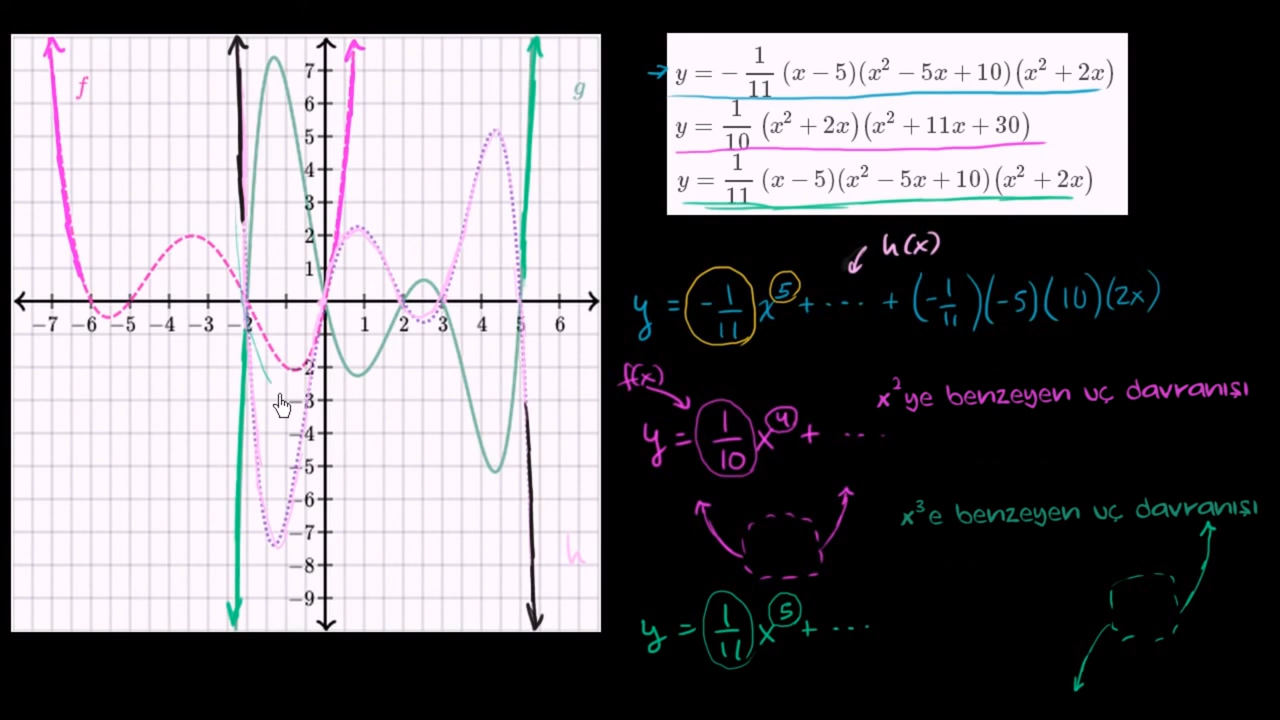 f
g
h
7
6
5
4
3
2
1
-7 -6 -5 -4 -3 -2 1 2 3 4 5 6
-2
-3
-4
-5
-6
-7
-8
-9
y = - 1/11 (x - 5)(x² - 5x + 10)(x² + 2x)
y = 1/10 (x² + 2x)(x² + 11x + 30)
y = 1/11 (x - 5)(x² - 5x + 10)(x² + 2x)
h(x)
y = -1/11 x⁵ + ... + (-1/11)(-5)(10)(2x)
f(x)
x² ye benzeyen uç davranışı
y = 1/10 x⁴ + ...
x³ e benzeyen uç davranışı
y = 1/11 x⁵ + ...